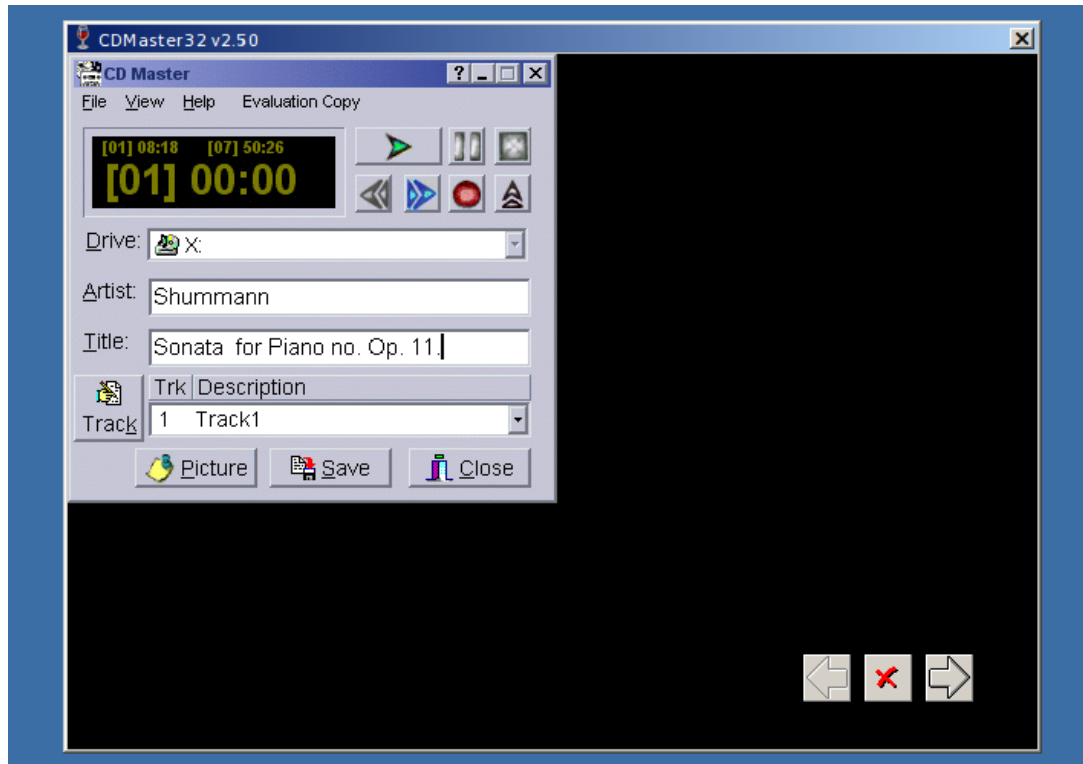 CDMaster32 v2.50
CD Master
File View Help Evaluation Copy
[01] 08:18 [07] 50:26
[01] 00:00
Drive: X:
Artist: Shummann
Title: Sonata  for Piano no. Op. 11.
Trk Description
Track 1 Track1
Picture Save Close